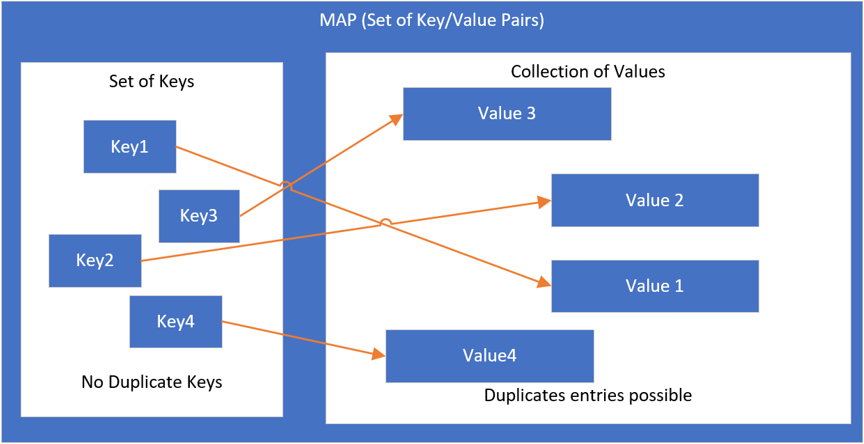 MAP (Set of Key/Value Pairs)
Set of Keys
Key1
Key3
Key2
Key4
No Duplicate Keys
Collection of Values
Value 3
Value 2
Value 1
Value4
Duplicates entries possible